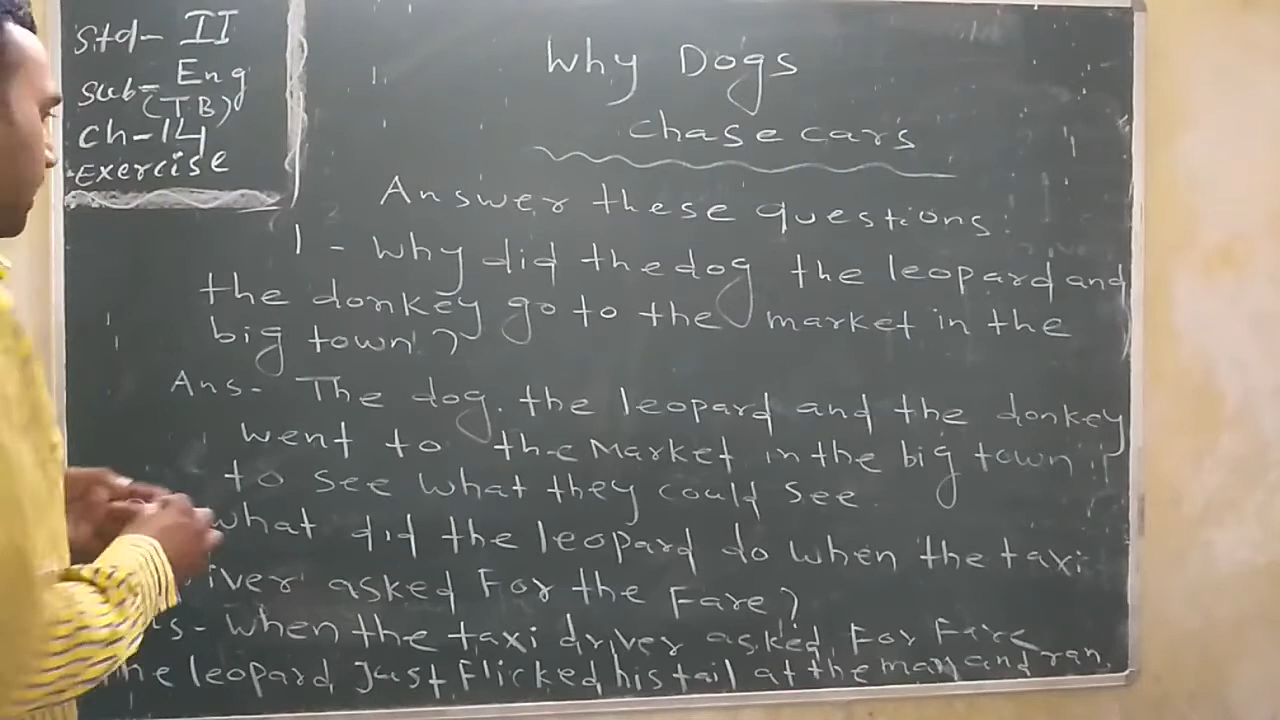 Std- II
Sub- Eng
(TB)
Ch-14
Exercise
Why Dogs
chase cars
Answer these questions:
1 - Why did the dog the leopard and
the donkey go to the market in the
big town?
Ans- The dog. the leopard and the donkey
went to the Market in the big town
to see what they could see
what did the leopard do when the taxi
iver asked For the Fare?
s- When the taxi driver asked For Fare
he leopard just Flicked his tail at the man and ran